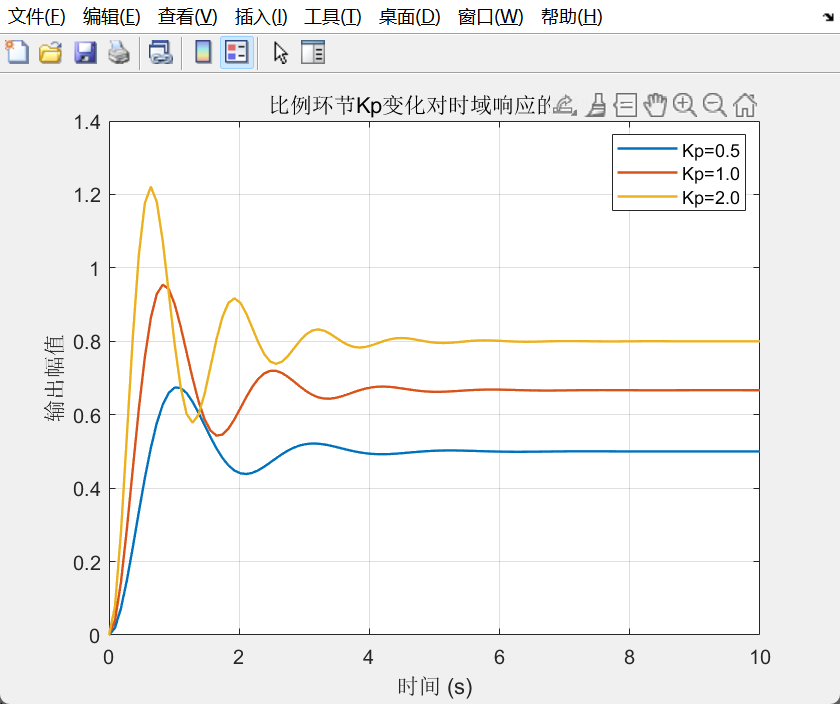 文件(F) 编辑(E) 查看(V) 插入(I) 工具(T) 桌面(D) 窗口(W) 帮助(H)
比例环节Kp变化对时域响应的
1.4
1.2
1
0.8
0.6
0.4
0.2
0
输出幅值
Kp=0.5
Kp=1.0
Kp=2.0
0 2 4 6 8 10
时间 (s)